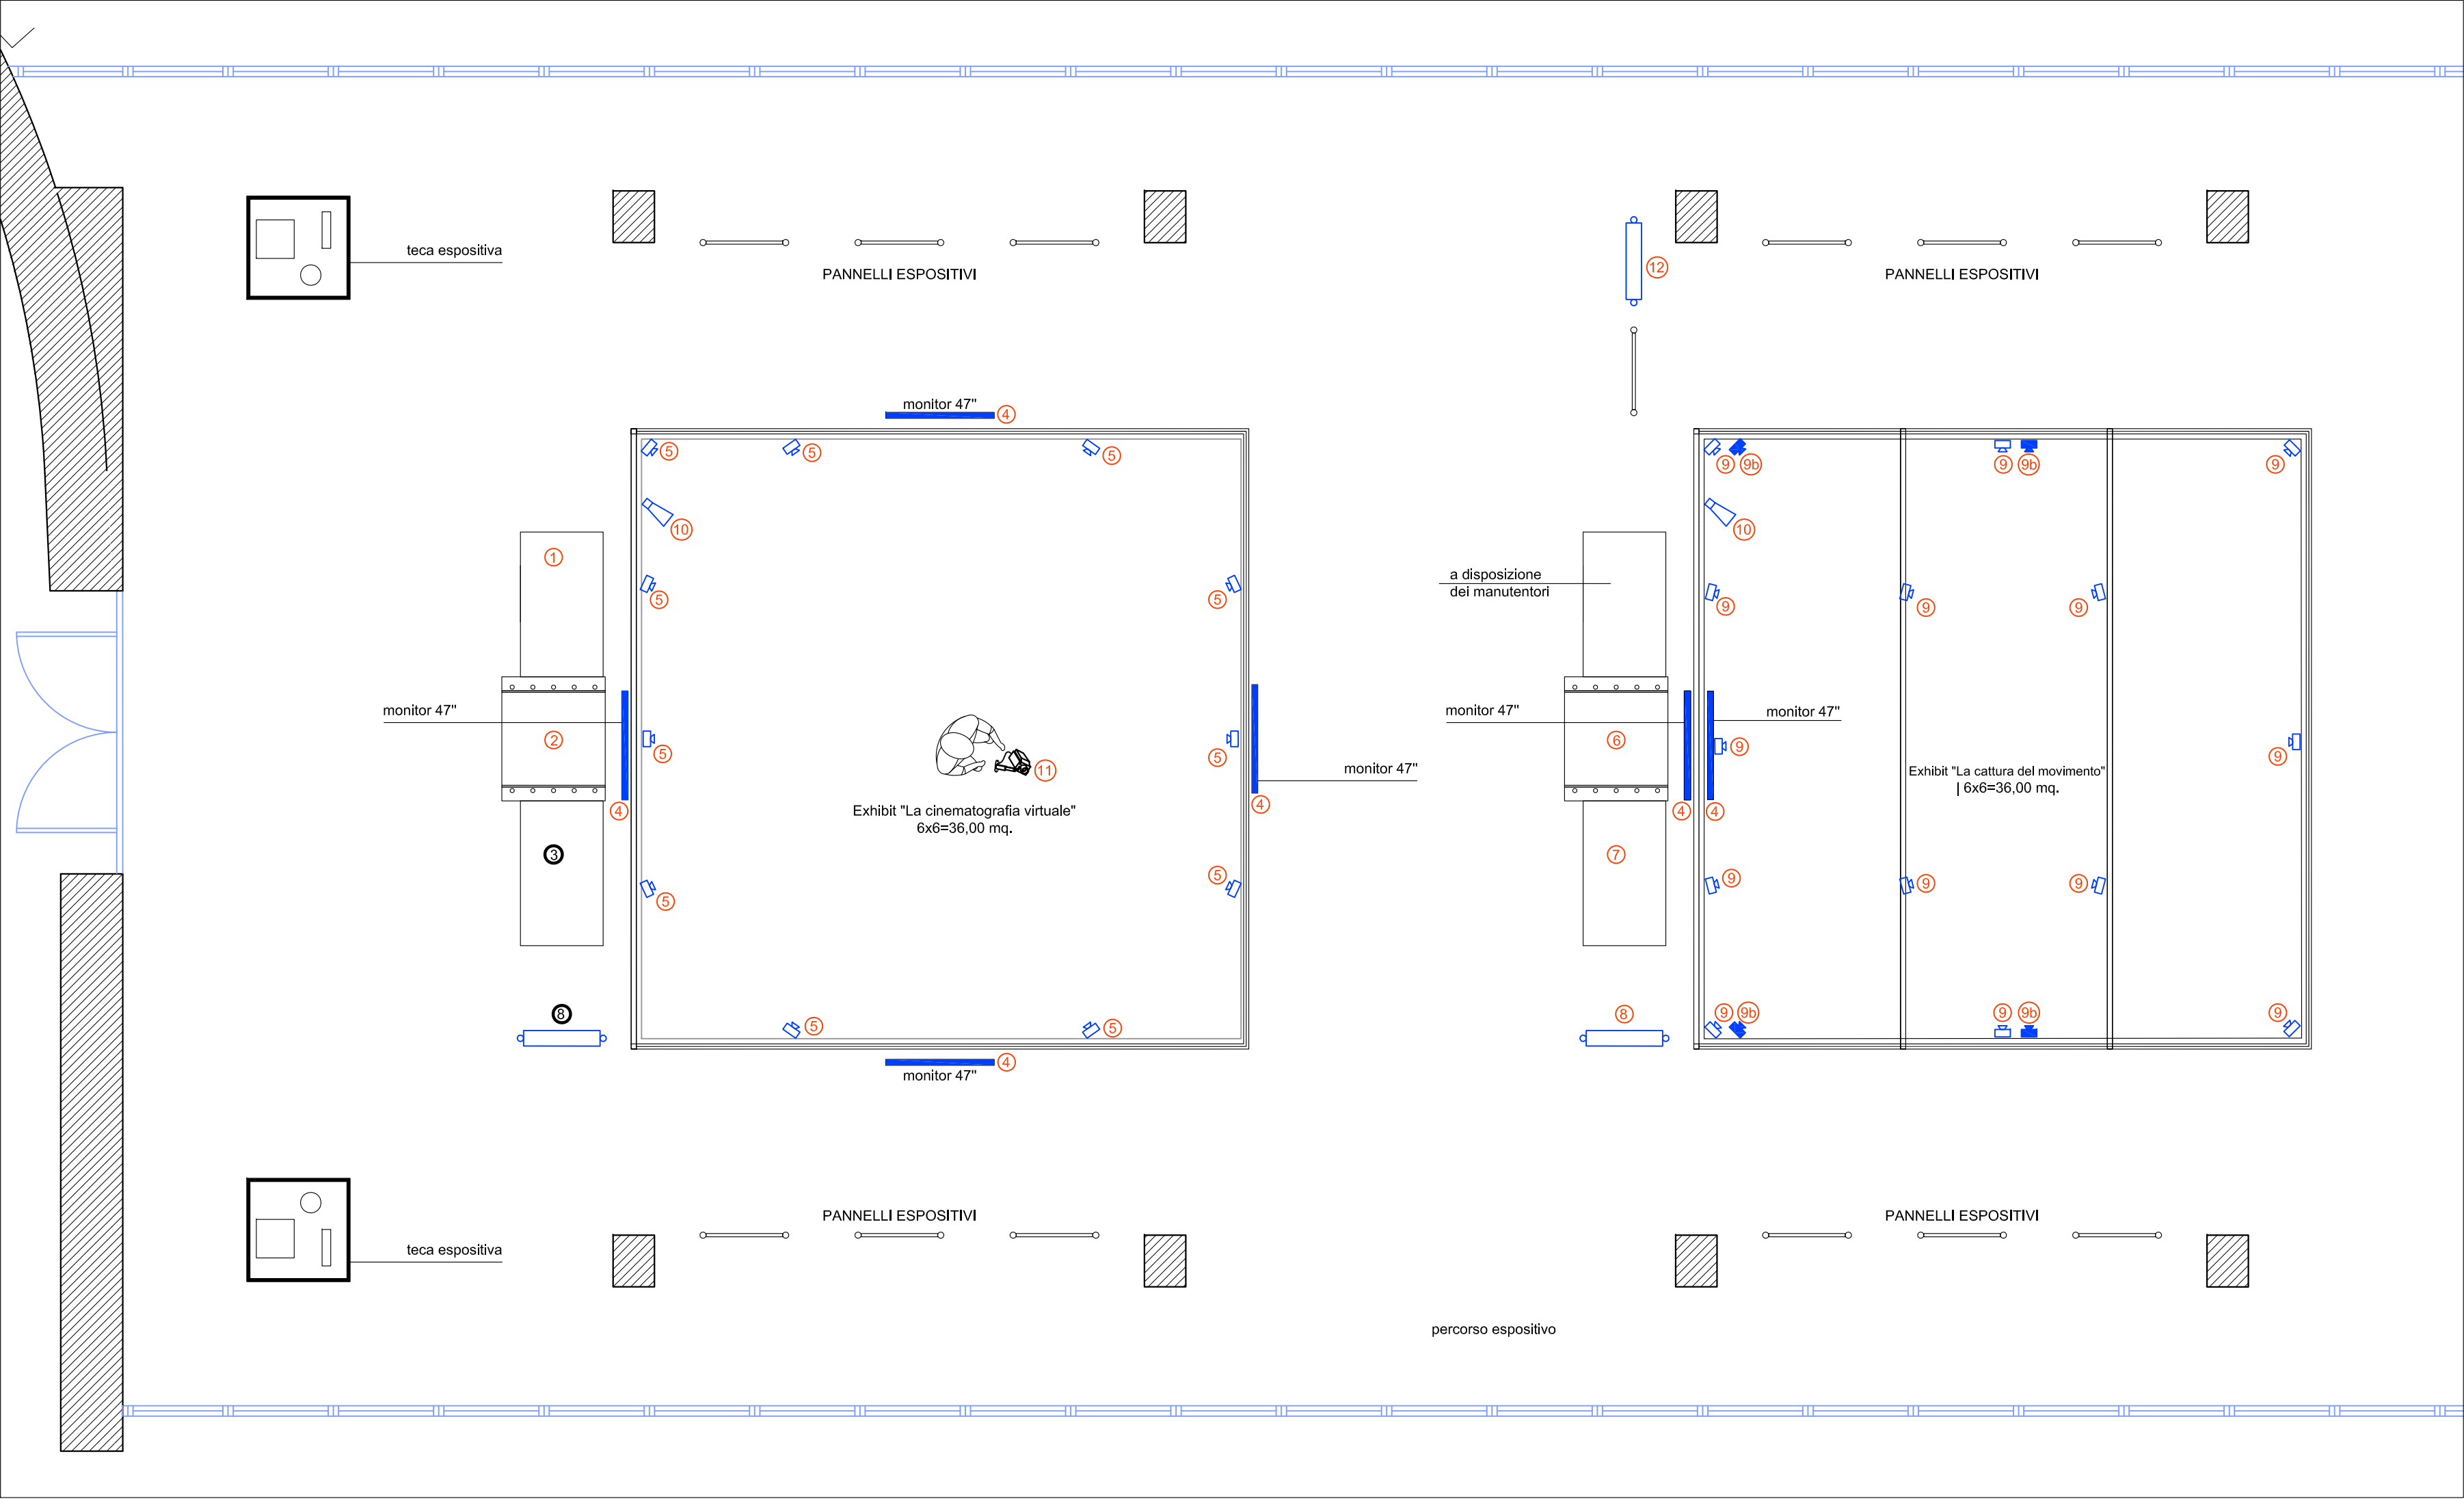 teca espositiva
PANNELLI ESPOSITIVI
12
PANNELLI ESPOSITIVI
monitor 47"
4
5
5
5
9
9b
9
9b
9
10
10
1
a disposizione
dei manutentori
5
5
9
9
9
monitor 47"
2
5
5
11
monitor 47"
4
4
Exhibit "La cinematografia virtuale"
6x6=36,00 mq.
monitor 47"
6
monitor 47"
9
9
4
4
Exhibit "La cattura del movimento"
| 6x6=36,00 mq.
3
7
5
5
9
9
9
8
5
5
8
9
9b
9
9b
9
4
monitor 47"
PANNELLI ESPOSITIVI
PANNELLI ESPOSITIVI
teca espositiva
percorso espositivo